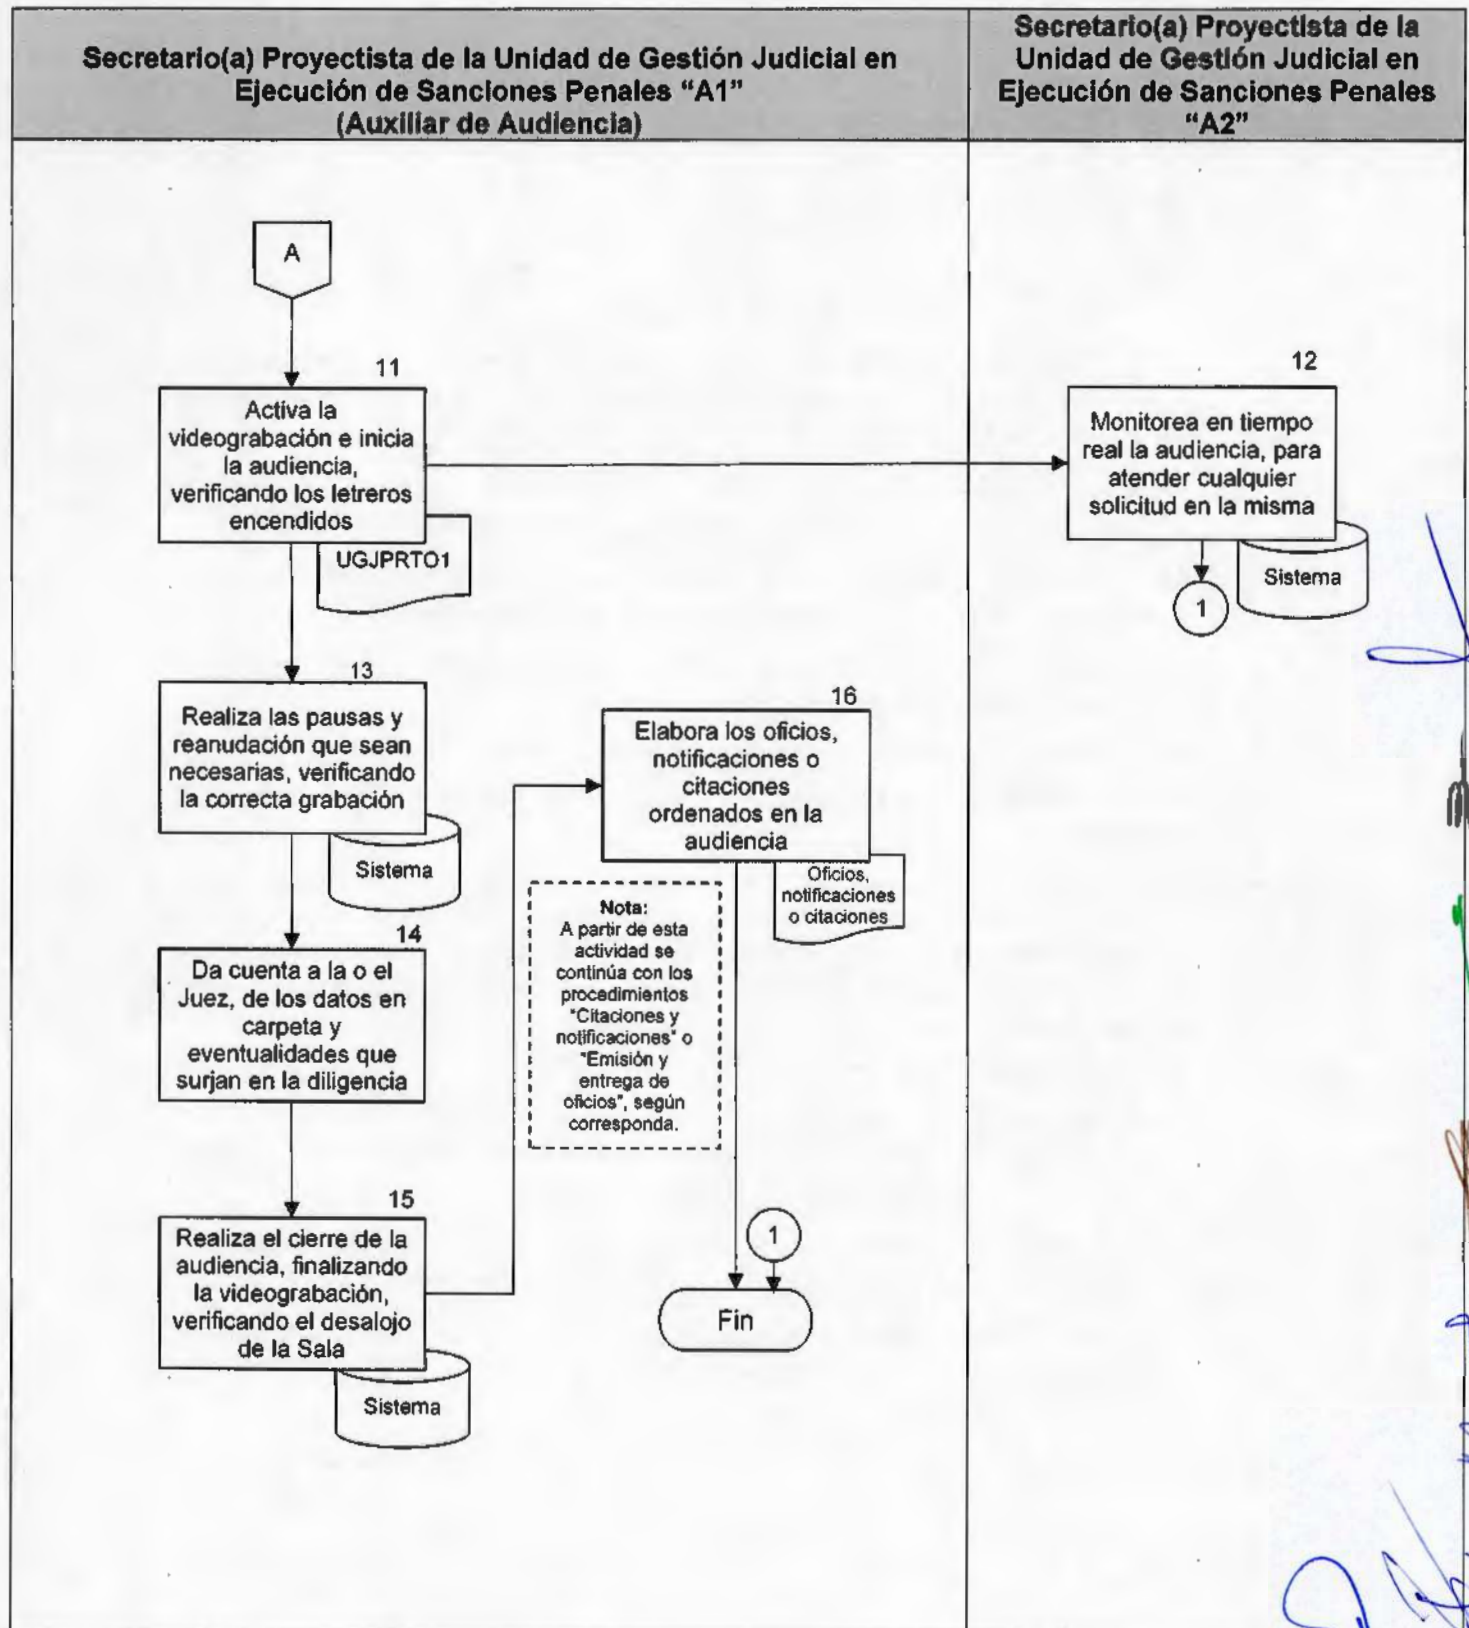 Secretario(a) Proyectista de la Unidad de Gestión Judicial en
Ejecución de Sanciones Penales "A1"
(Auxiliar de Audiencia)
Secretario(a) Proyectista de la
Unidad de Gestión Judicial en
Ejecución de Sanciones Penales
"A2"
A
11
Activa la
videograbación e inicia
la audiencia,
verificando los letreros
encendidos
UGJPRTO1
12
Monitorea en tiempo
real la audiencia, para
atender cualquier
solicitud en la misma
Sistema
1
13
Realiza las pausas y
reanudación que sean
necesarias, verificando
la correcta grabación
Sistema
14
Da cuenta a la o el
Juez, de los datos en
carpeta y
eventualidades que
surjan en la diligencia
15
Realiza el cierre de la
audiencia, finalizando
la videograbación,
verificando el desalojo
de la Sala
Sistema
16
Elabora los oficios,
notificaciones o
citaciones
ordenados en la
audiencia
Oficios,
notificaciones
o citaciones
Nota:
A partir de esta
actividad se
continúa con los
procedimientos
"Citaciones y
notificaciones" o
"Emisión y
entrega de
oficios", según
corresponda.
1
Fin